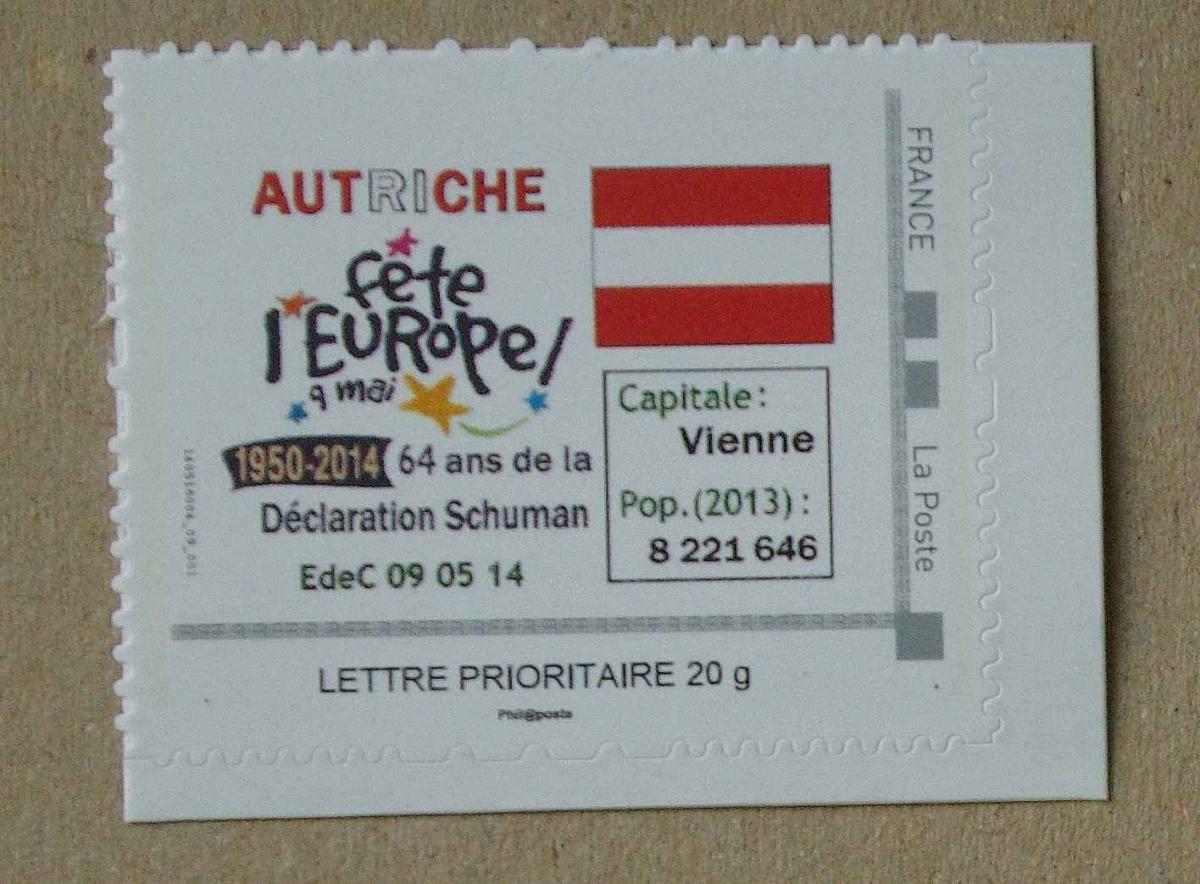 AUTRICHE
fête
l'EUROpe!
9 mai
1950-2014 64 ans de la
Déclaration Schuman
EdeC 09 05 14
Capitale:
Vienne
Pop.(2013) :
8 221 646
FRANCE
La Poste
LETTRE PRIORITAIRE 20 g
Phil@poste